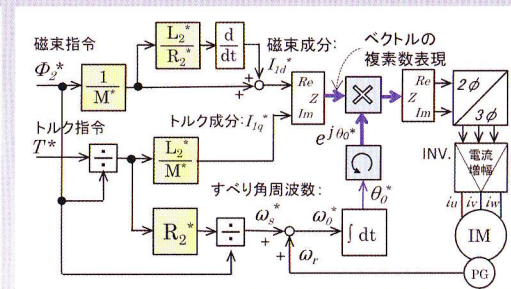 磁束指令
Φ2*
1
M*
L2*
R2*
d
dt
磁束成分:
I1d*
+
+
ベクトルの
複素数表現
Re
Z
Im
×
Re
Z
Im
2φ
3φ
トルク指令
T*
÷
L2*
M*
トルク成分:I1q*
e^jθ0*
INV.
電流
増幅
iu iv iw
すべり角周波数:
R2*
÷
ωs*
+
+
ω0*
ωr
∫ dt
θ0*
IM
PG